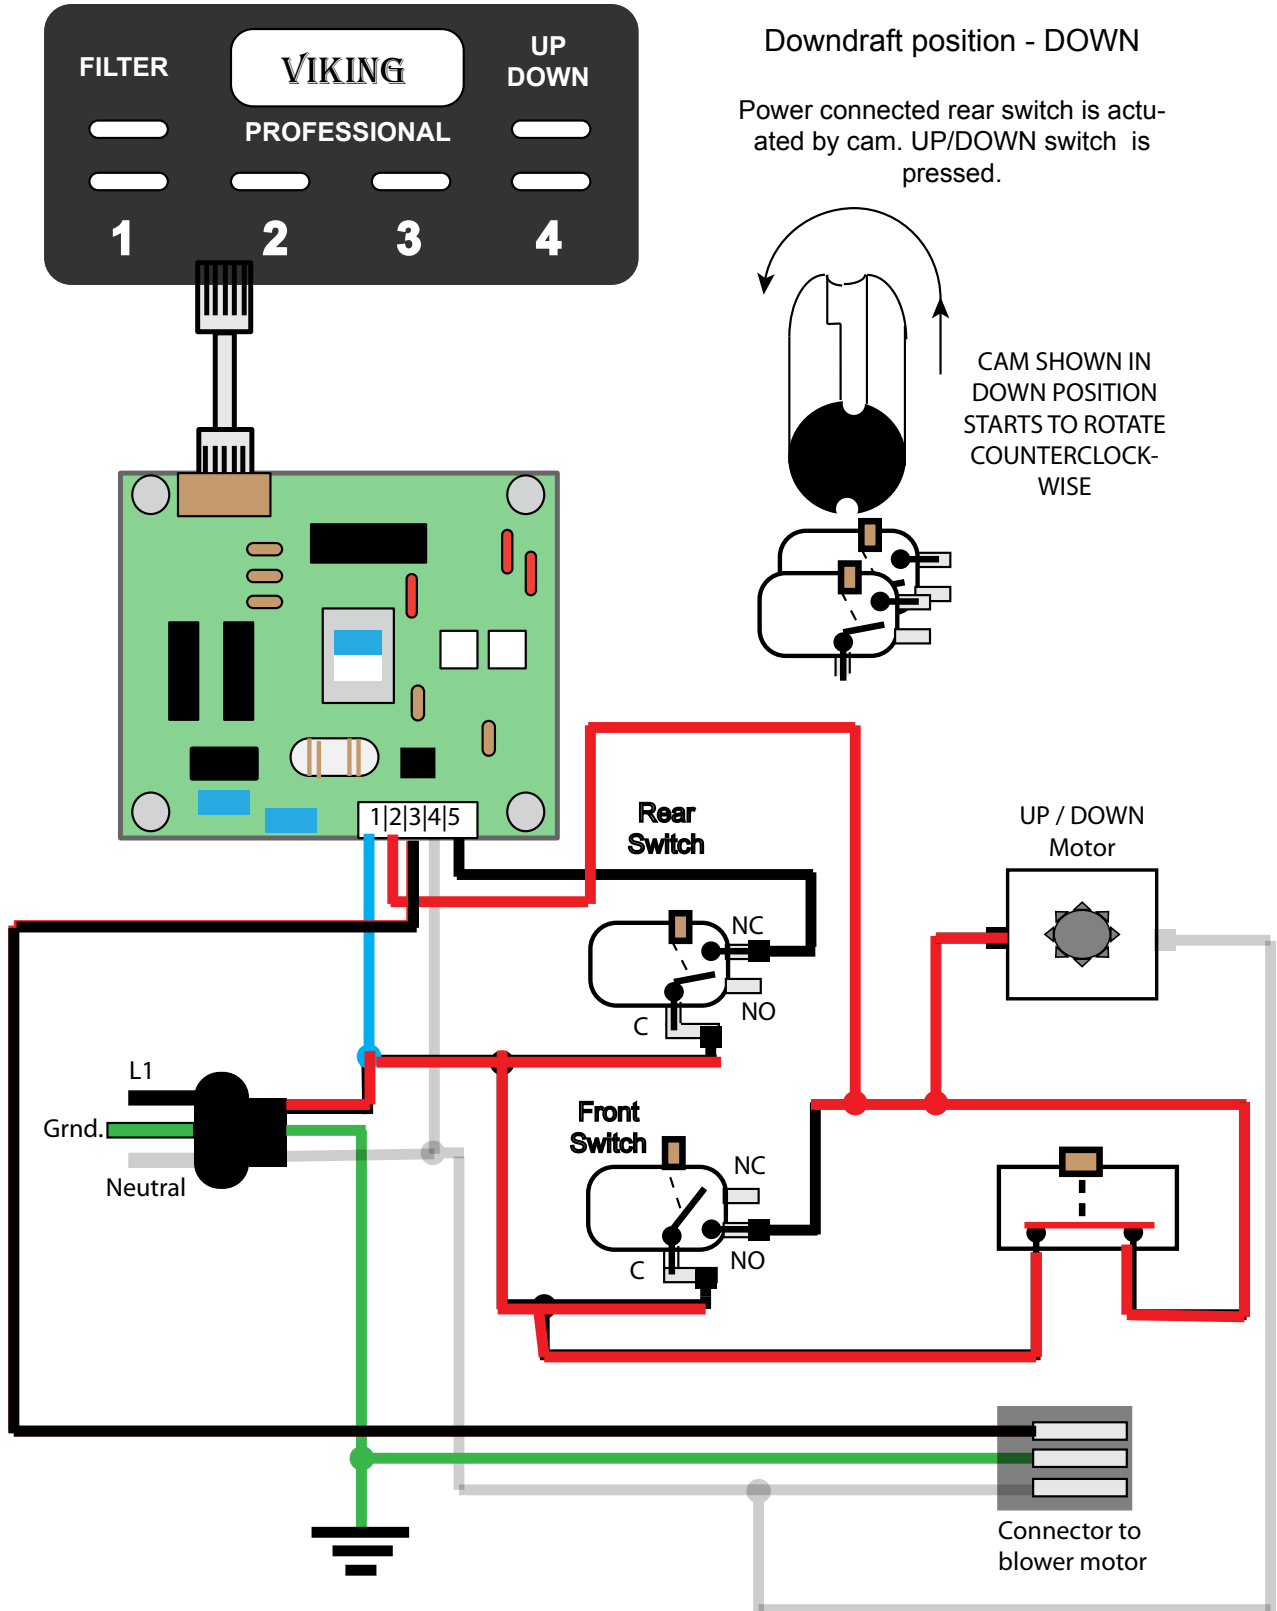 FILTER
VIKING
UP
DOWN
PROFESSIONAL
1
2
3
4
Downdraft position - DOWN
Power connected rear switch is actu-
ated by cam. UP/DOWN switch is
pressed.
CAM SHOWN IN
DOWN POSITION
STARTS TO ROTATE
COUNTERCLOCK-
WISE
1|2|3|4|5
Rear
Switch
NC
NO
C
UP / DOWN
Motor
L1
Grnd.
Neutral
Front
Switch
NC
NO
C
Connector to
blower motor